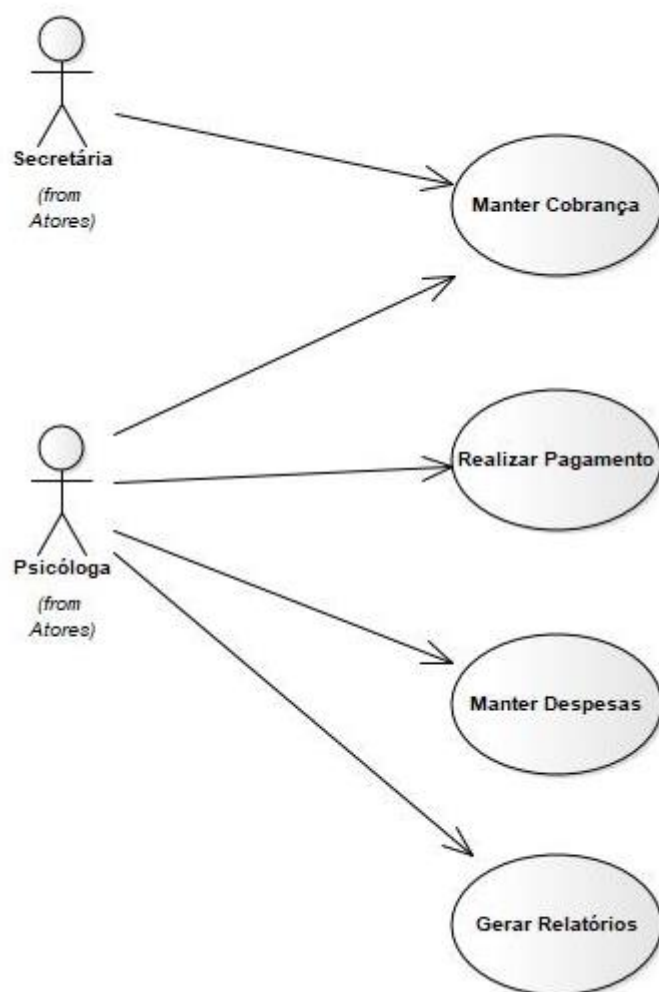 Secretária
(from
Atores)
Manter Cobrança
Realizar Pagamento
Psicóloga
(from
Atores)
Manter Despesas
Gerar Relatórios